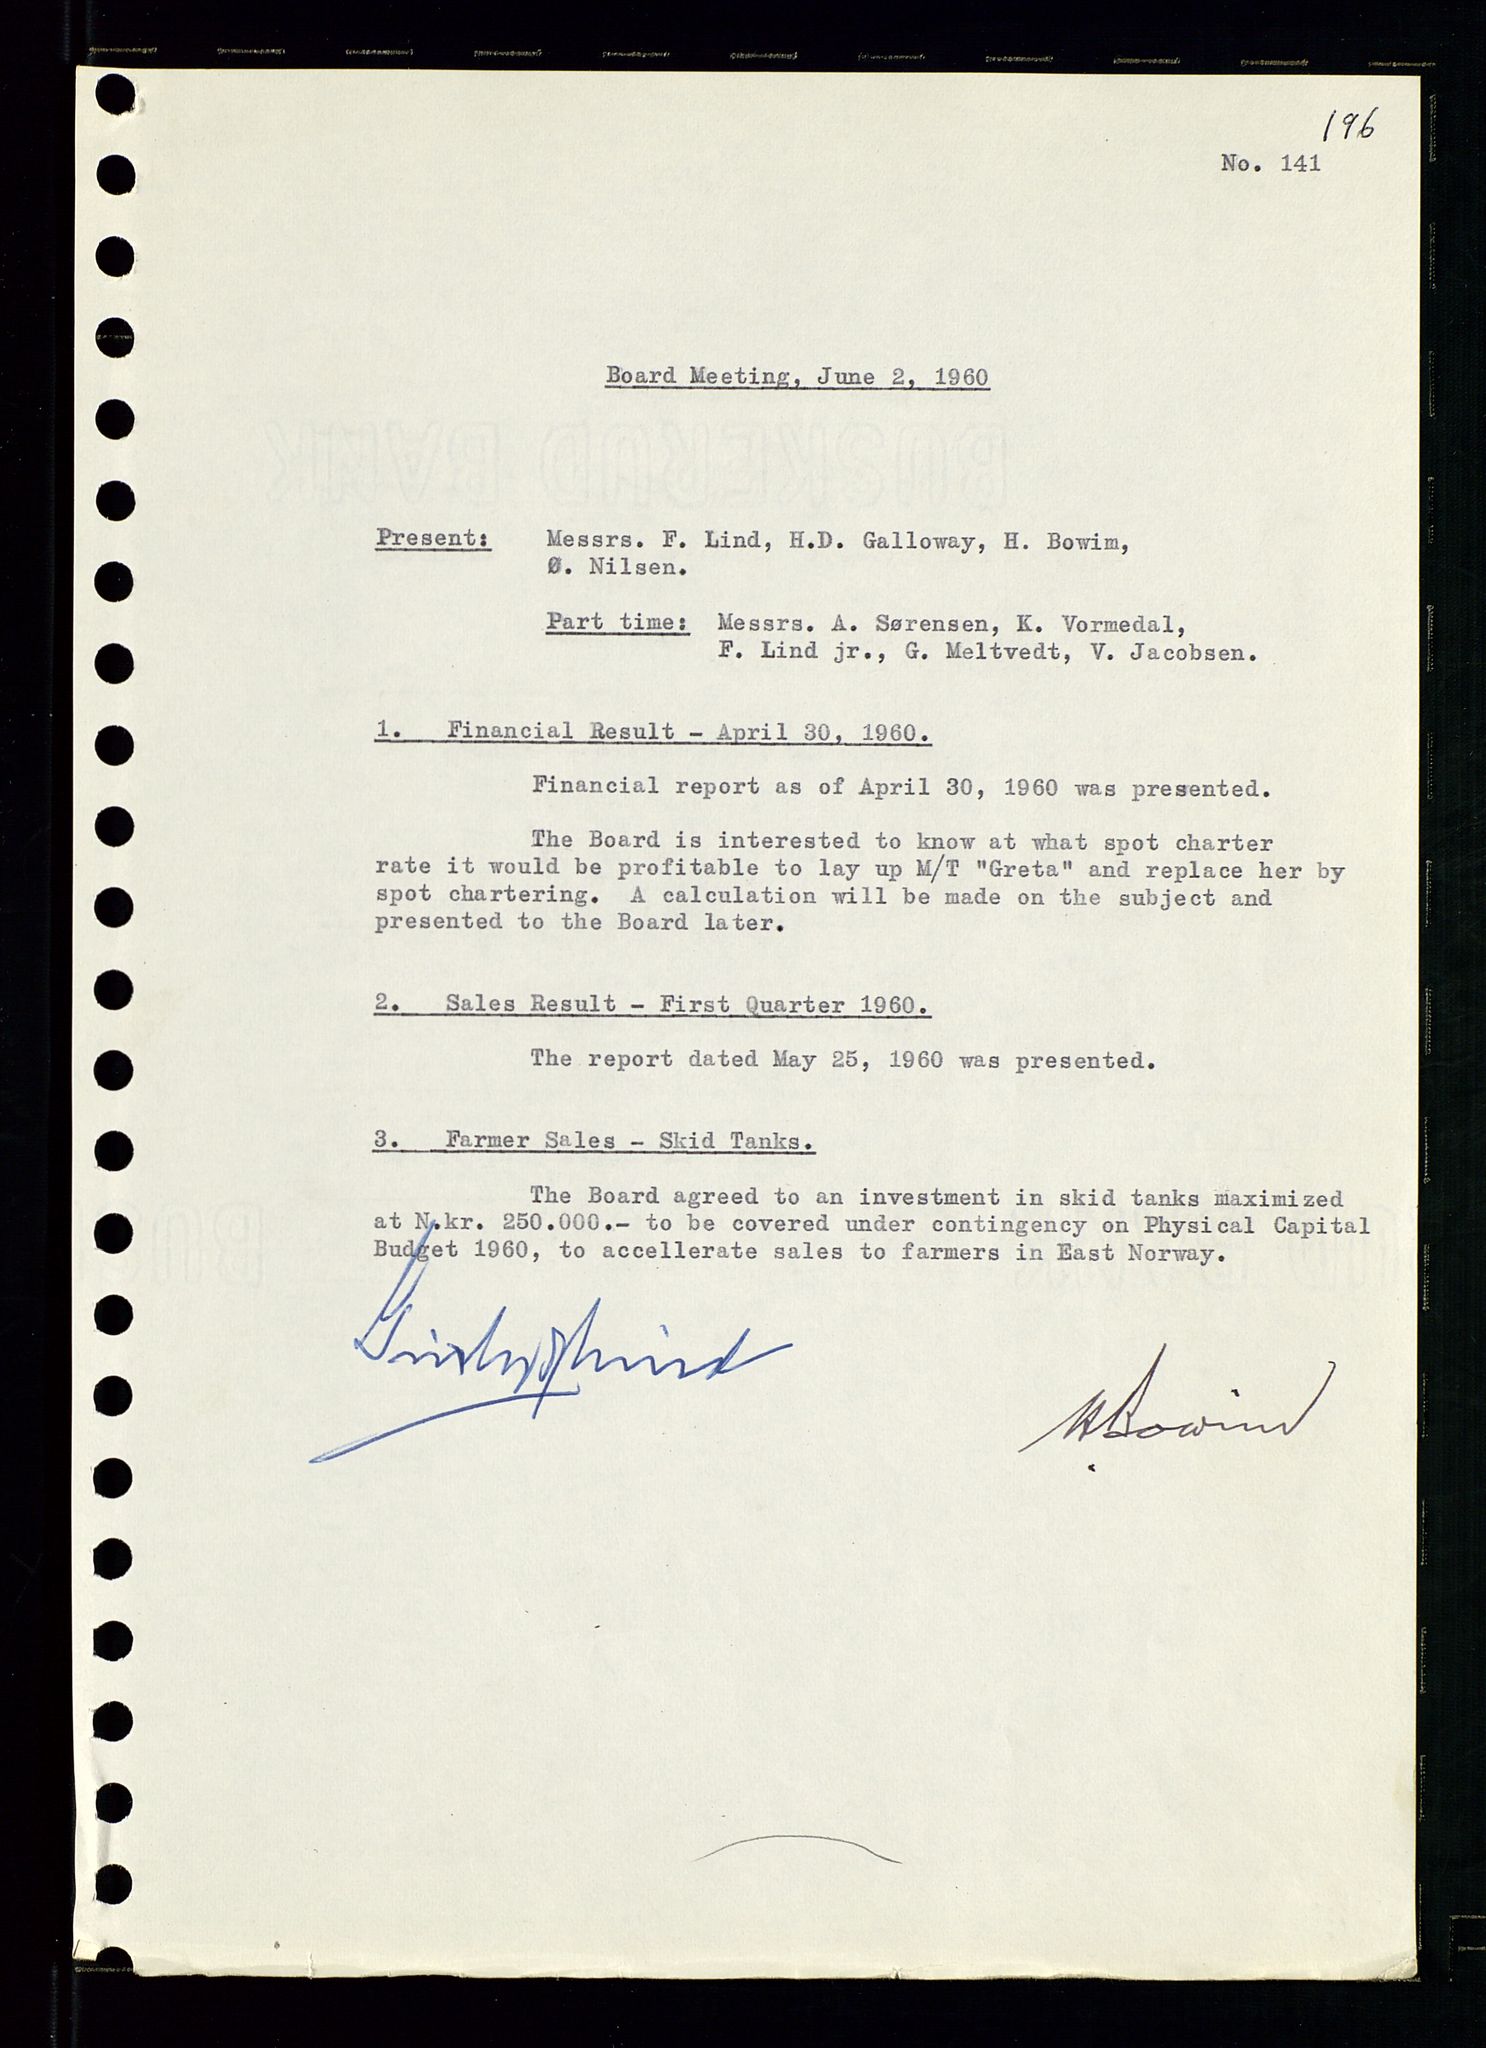 196
No. 141
Board Meeting, June 2, 1960
BUSKERUD BANK
Present: Messrs. F. Lind, H.D. Galloway, H. Bowim,
Ø. Nilsen.
Part time: Messrs. A. Sørensen, K. Vormedal,
F. Lind jr., G. Meltvedt, V. Jacobsen.
1. Financial Result - April 30, 1960.
Financial report as of April 30, 1960 was presented.
The Board is interested to know at what spot charter
rate it would be profitable to lay up M/T "Greta" and replace her by
spot chartering. A calculation will be made on the subject and
presented to the Board later.
2. Sales Result - First Quarter 1960.
The report dated May 25, 1960 was presented.
3. Farmer Sales - Skid Tanks.
The Board agreed to an investment in skid tanks maximized
at N.kr. 250.000.- to be covered under contingency on Physical Capital
Budget 1960, to accellerate sales to farmers in East Norway.
HBowim